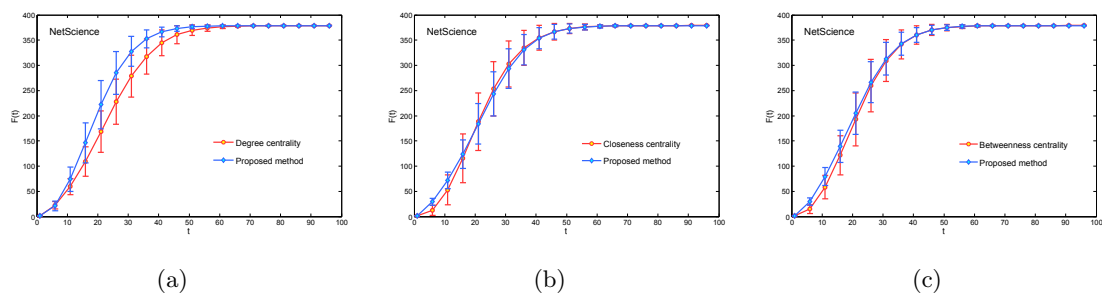 NetScience
F(t)
400
350
300
250
200
150
100
50
0
Degree centrality
Proposed method
0 10 20 30 40 50 60 70 80 90 100
t
(a)
NetScience
F(t)
400
350
300
250
200
150
100
50
0
Closeness centrality
Proposed method
0 10 20 30 40 50 60 70 80 90 100
t
(b)
NetScience
F(t)
400
350
300
250
200
150
100
50
0
Betweenness centrality
Proposed method
0 10 20 30 40 50 60 70 80 90 100
t
(c)